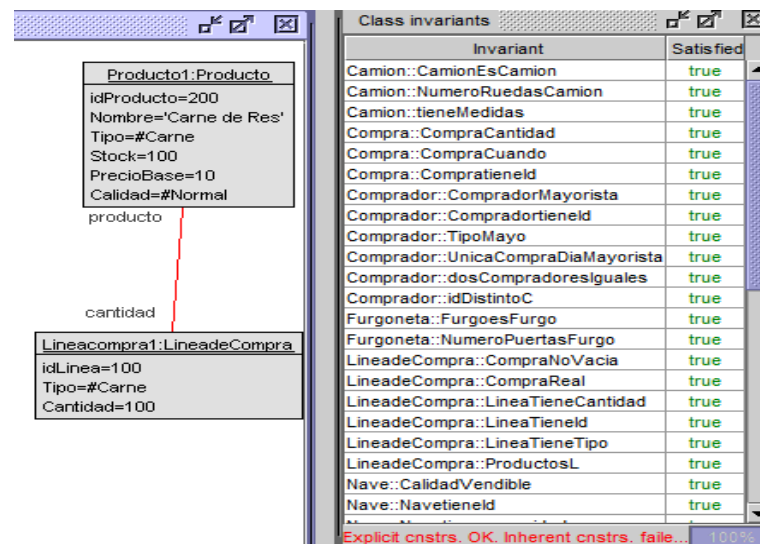 Producto1:Producto
idProducto=200
Nombre='Carne de Res'
Tipo=#Carne
Stock=100
PrecioBase=10
Calidad=#Normal
producto
cantidad
Lineacompra1:LineadeCompra
idLinea=100
Tipo=#Carne
Cantidad=100
Class invariants
Invariant Satisfied
Camion::CamionEsCamion true
Camion::NumeroRuedasCamion true
Camion::tieneMedidas true
Compra::CompraCantidad true
Compra::CompraCuando true
Compra::CompratieneId true
Comprador::CompradorMayorista true
Comprador::CompradortieneId true
Comprador::TipoMayo true
Comprador::UnicaCompraDiaMayorista true
Comprador::dosCompradoresIguales true
Comprador::idDistintoC true
Furgoneta::FurgoesFurgo true
Furgoneta::NumeroPuertasFurgo true
LineadeCompra::CompraNoVacia true
LineadeCompra::CompraReal true
LineadeCompra::LineaTieneCantidad true
LineadeCompra::LineaTieneId true
LineadeCompra::LineaTieneTipo true
LineadeCompra::ProductosL true
Nave::CalidadVendible true
Nave::NavetieneId true
Explicit cnstrs. OK. Inherent cnstrs. faile... 100%